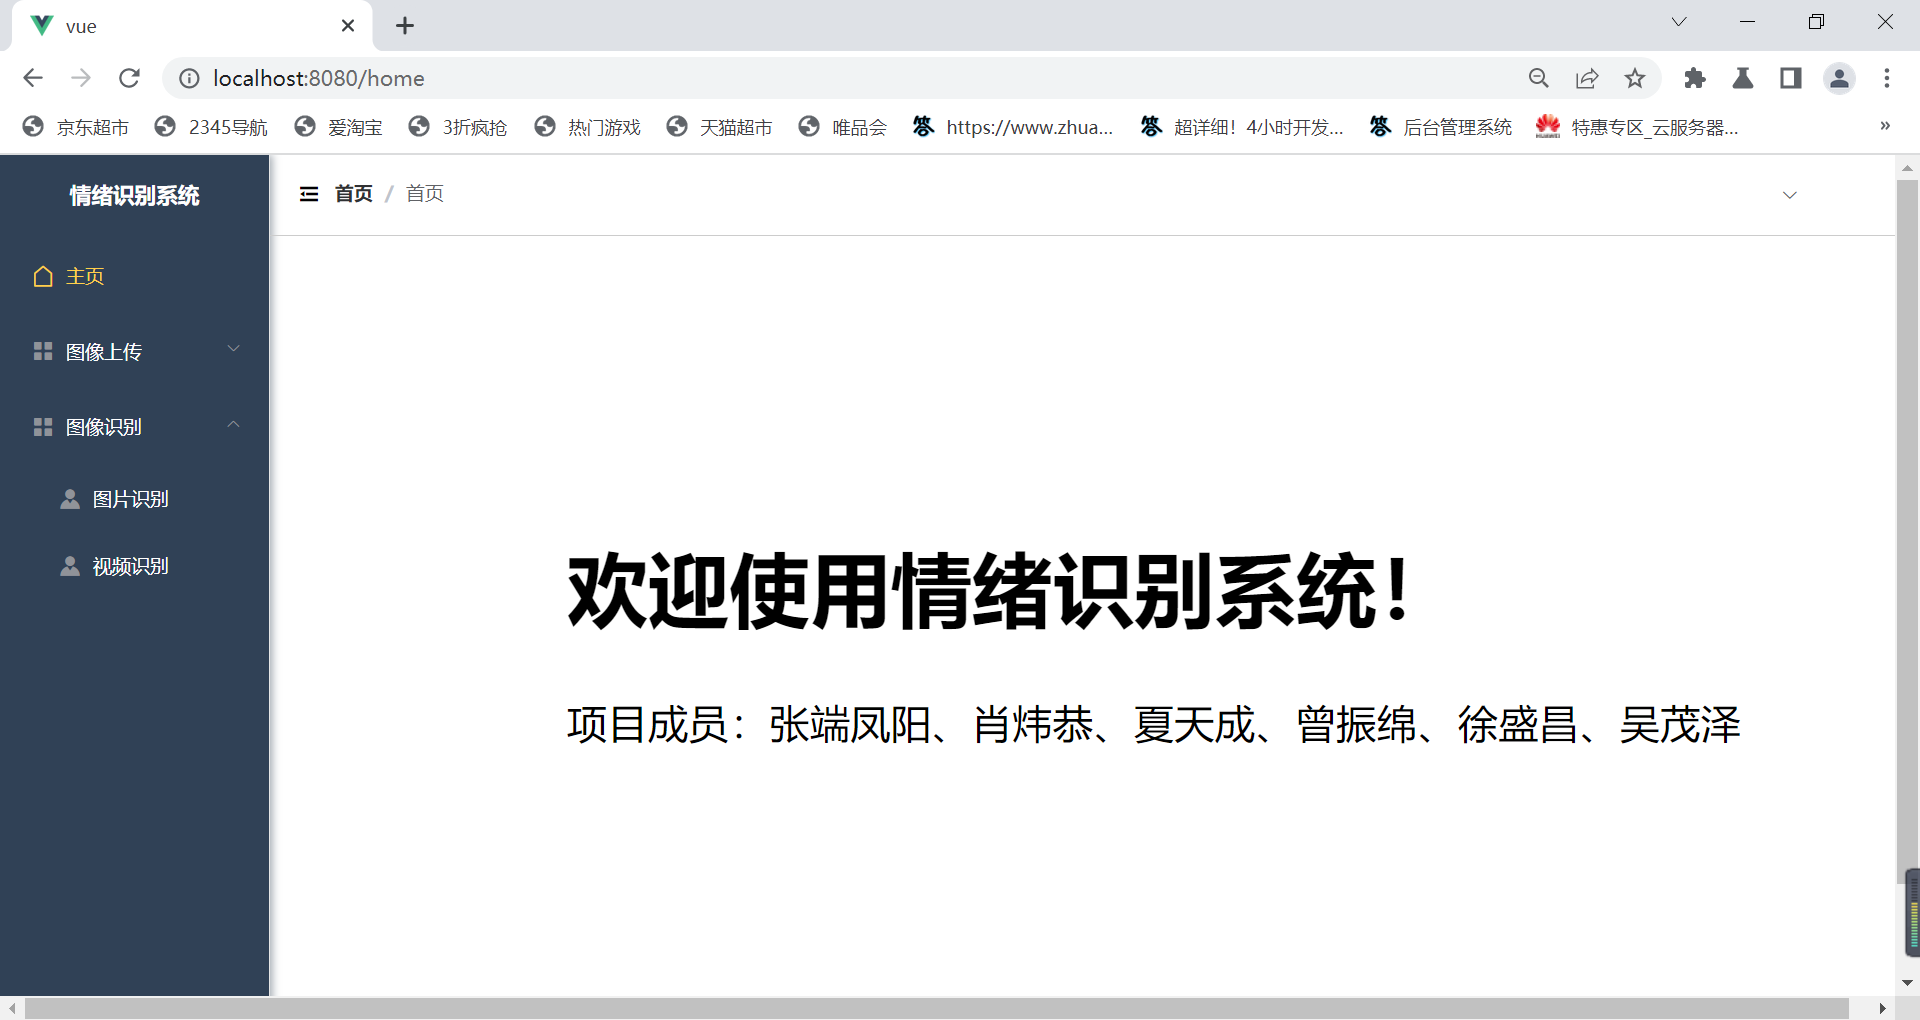 vue
localhost:8080/home
京东超市 2345导航 爱淘宝 3折疯抢 热门游戏 天猫超市 唯品会 https://www.zhua... 超详细！4小时开发... 后台管理系统 特惠专区_云服务器... »
情绪识别系统
首页 / 首页
主页
图像上传
图像识别
图片识别
视频识别
欢迎使用情绪识别系统！
项目成员：张端凤阳、肖炜恭、夏天成、曾振绵、徐盛昌、吴茂泽